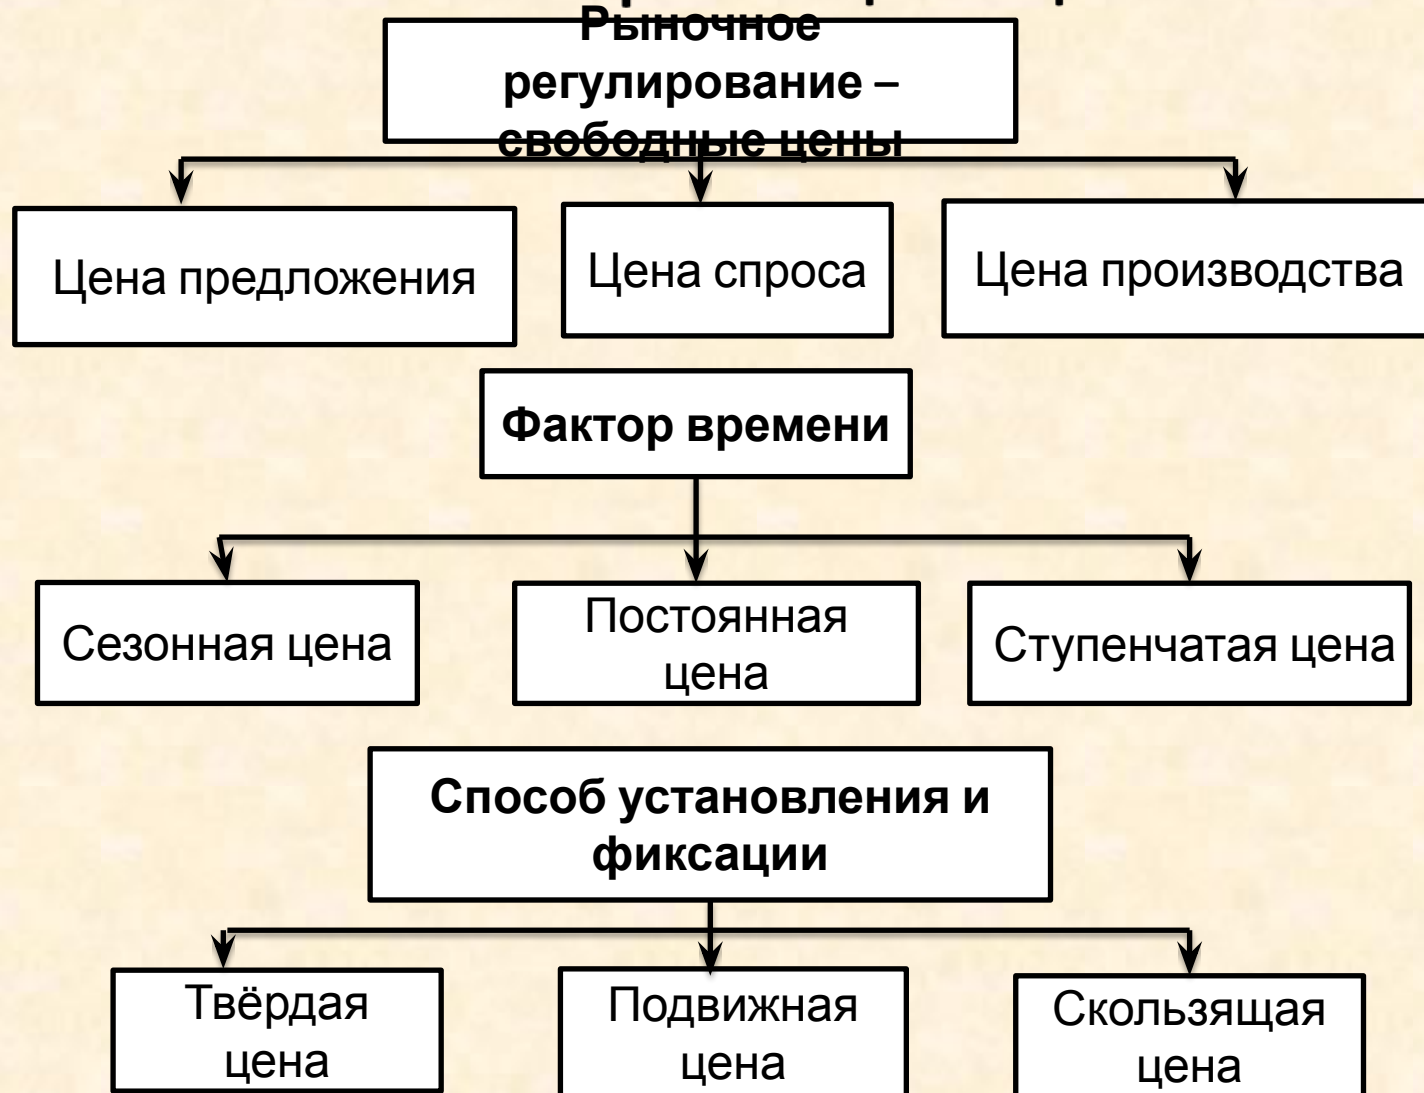 Рыночное
регулирование –
свободные цены
Цена предложения
Цена спроса
Цена производства
Фактор времени
Сезонная цена
Постоянная
цена
Ступенчатая цена
Способ установления и
фиксации
Твёрдая
цена
Подвижная
цена
Скользящая
цена